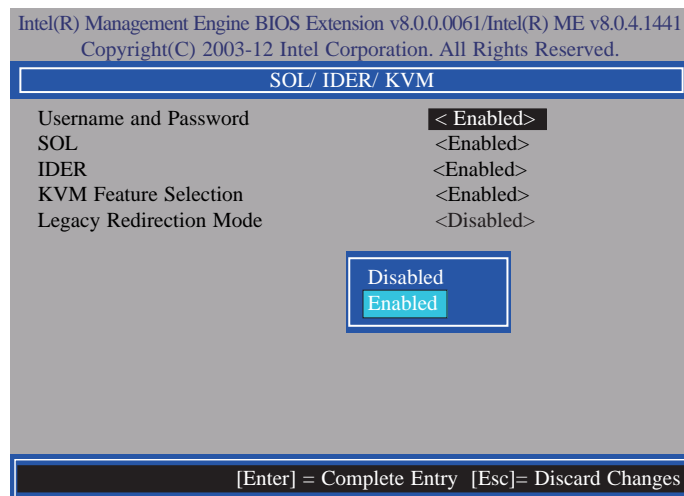 Intel(R) Management Engine BIOS Extension v8.0.0.0061/Intel(R) ME v8.0.4.1441
Copyright(C) 2003-12 Intel Corporation. All Rights Reserved.
SOL/ IDER/ KVM
Username and Password < Enabled>
SOL <Enabled>
IDER <Enabled>
KVM Feature Selection <Enabled>
Legacy Redirection Mode <Disabled>
Disabled
Enabled
[Enter] = Complete Entry [Esc]= Discard Changes